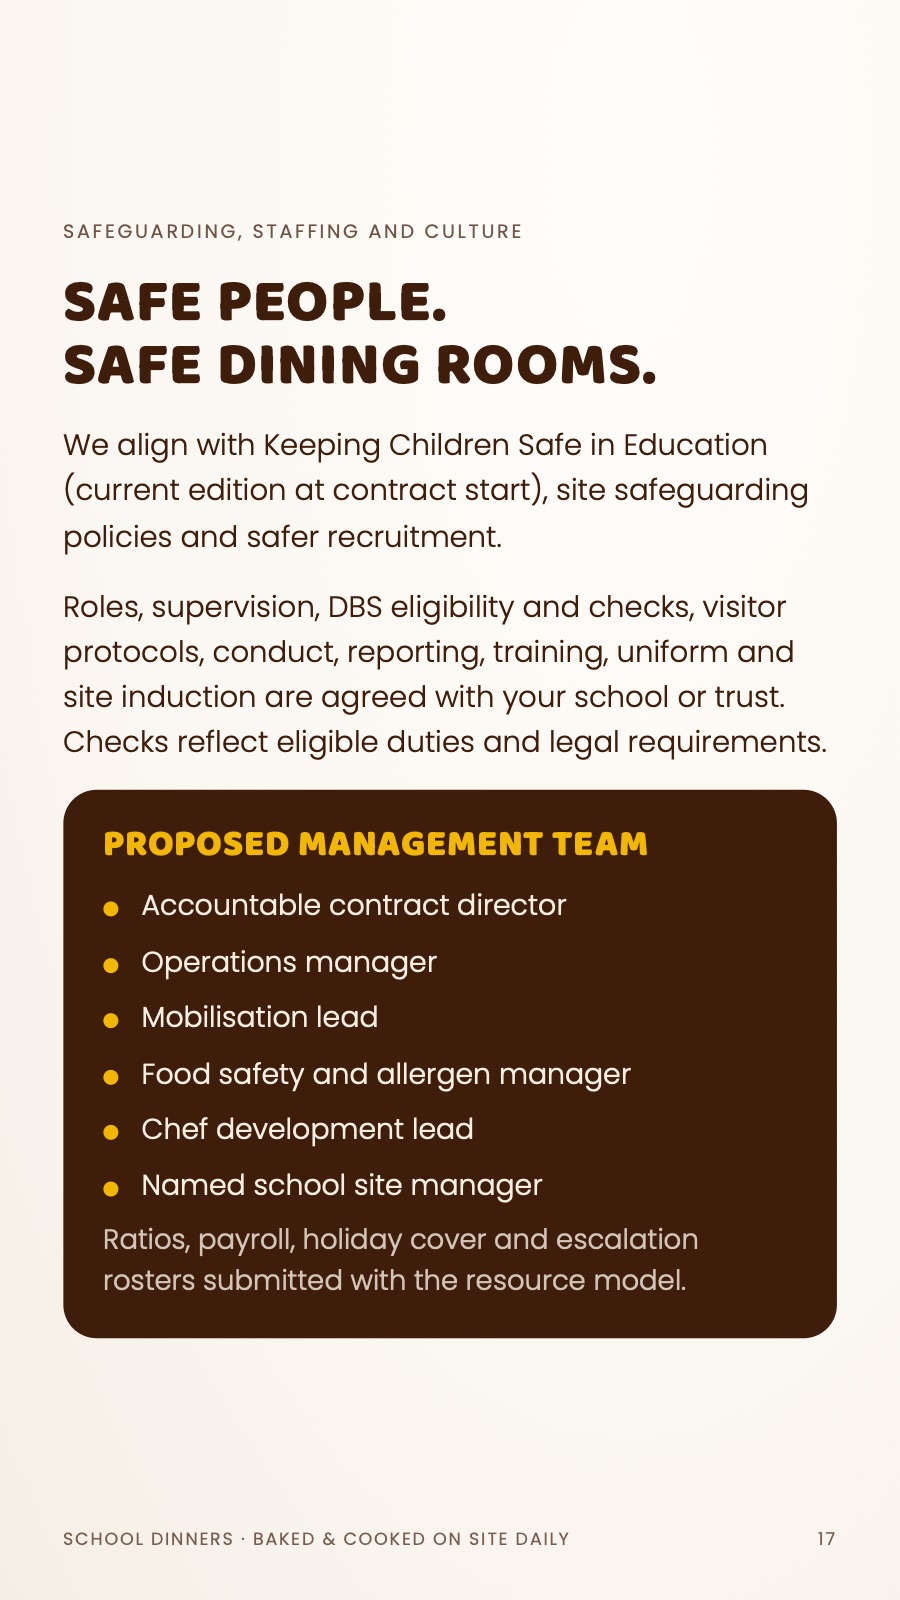 SAFEGUARDING, STAFFING AND CULTURE
SAFE PEOPLE.
SAFE DINING ROOMS.
We align with Keeping Children Safe in Education
(current edition at contract start), site safeguarding
policies and safer recruitment.
Roles, supervision, DBS eligibility and checks, visitor
protocols, conduct, reporting, training, uniform and
site induction are agreed with your school or trust.
Checks reflect eligible duties and legal requirements.
PROPOSED MANAGEMENT TEAM
● Accountable contract director
● Operations manager
● Mobilisation lead
● Food safety and allergen manager
● Chef development lead
● Named school site manager
Ratios, payroll, holiday cover and escalation
rosters submitted with the resource model.
SCHOOL DINNERS · BAKED & COOKED ON SITE DAILY 17